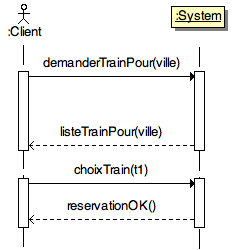 :System
:Client
demanderTrainPour(ville)
listeTrainPour(ville)
choixTrain(t1)
reservationOK()